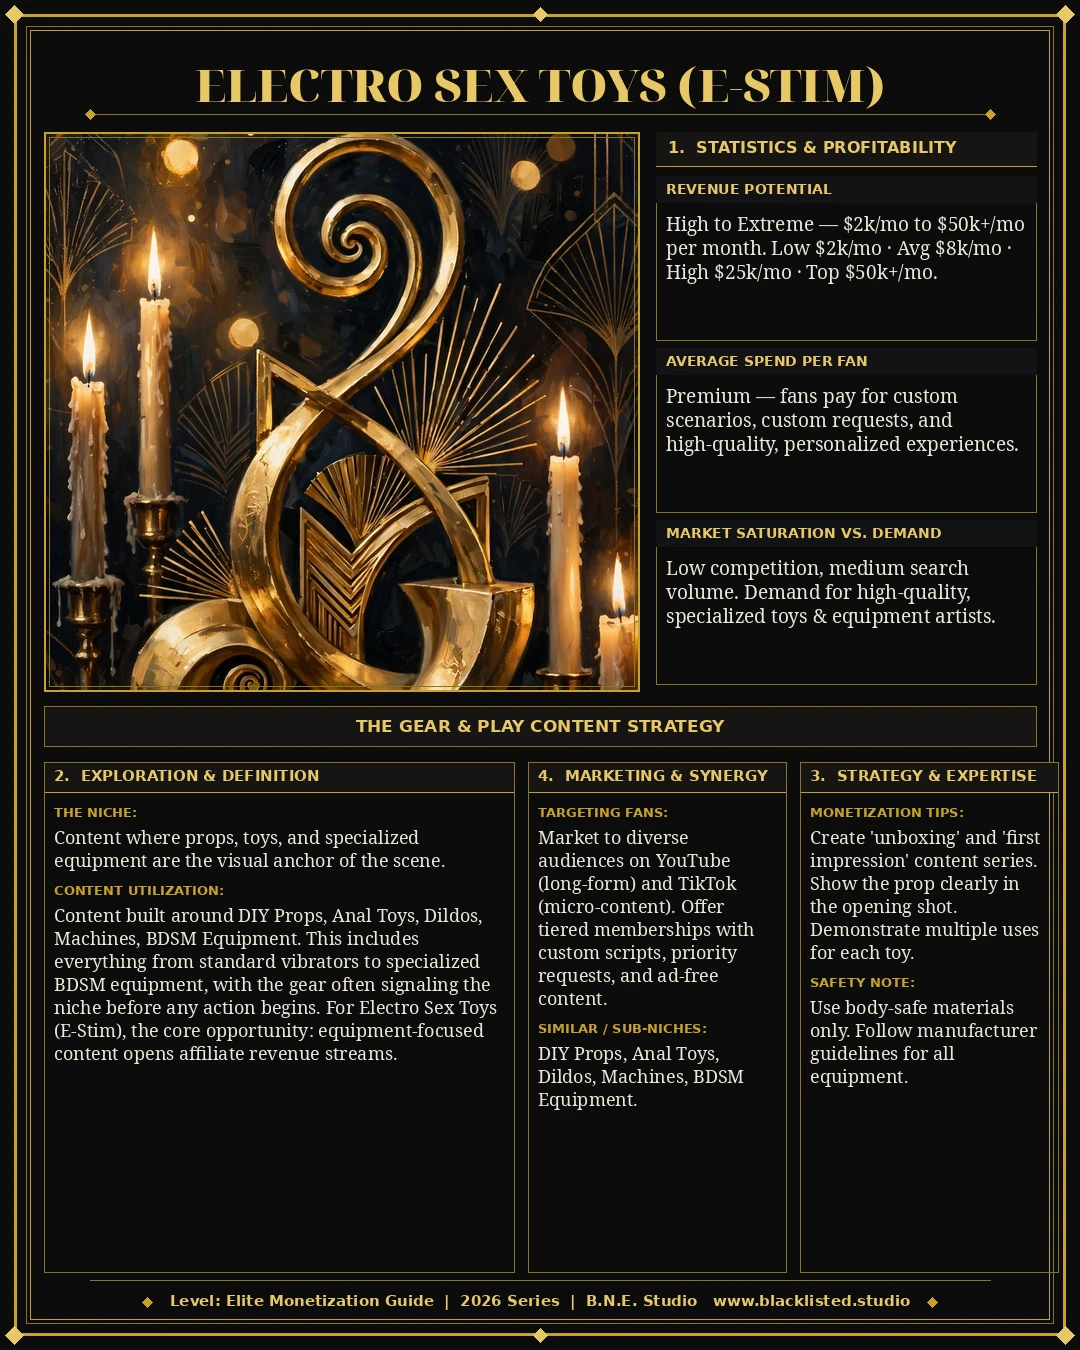 ELECTRO SEX TOYS (E-STIM)
1. STATISTICS & PROFITABILITY
REVENUE POTENTIAL
High to Extreme — $2k/mo to $50k+/mo
per month. Low $2k/mo · Avg $8k/mo ·
High $25k/mo · Top $50k+/mo.
AVERAGE SPEND PER FAN
Premium — fans pay for custom
scenarios, custom requests, and
high-quality, personalized experiences.
MARKET SATURATION VS. DEMAND
Low competition, medium search
volume. Demand for high-quality,
specialized toys & equipment artists.
THE GEAR & PLAY CONTENT STRATEGY
2. EXPLORATION & DEFINITION
THE NICHE:
Content where props, toys, and specialized
equipment are the visual anchor of the scene.
CONTENT UTILIZATION:
Content built around DIY Props, Anal Toys, Dildos,
Machines, BDSM Equipment. This includes
everything from standard vibrators to specialized
BDSM equipment, with the gear often signaling the
niche before any action begins. For Electro Sex Toys
(E-Stim), the core opportunity: equipment-focused
content opens affiliate revenue streams.
4. MARKETING & SYNERGY
TARGETING FANS:
Market to diverse
audiences on YouTube
(long-form) and TikTok
(micro-content). Offer
tiered memberships with
custom scripts, priority
requests, and ad-free
content.
SIMILAR / SUB-NICHES:
DIY Props, Anal Toys,
Dildos, Machines, BDSM
Equipment.
3. STRATEGY & EXPERTISE
MONETIZATION TIPS:
Create 'unboxing' and 'first
impression' content series.
Show the prop clearly in
the opening shot.
Demonstrate multiple uses
for each toy.
SAFETY NOTE:
Use body-safe materials
only. Follow manufacturer
guidelines for all
equipment.
Level: Elite Monetization Guide | 2026 Series | B.N.E. Studio www.blacklisted.studio